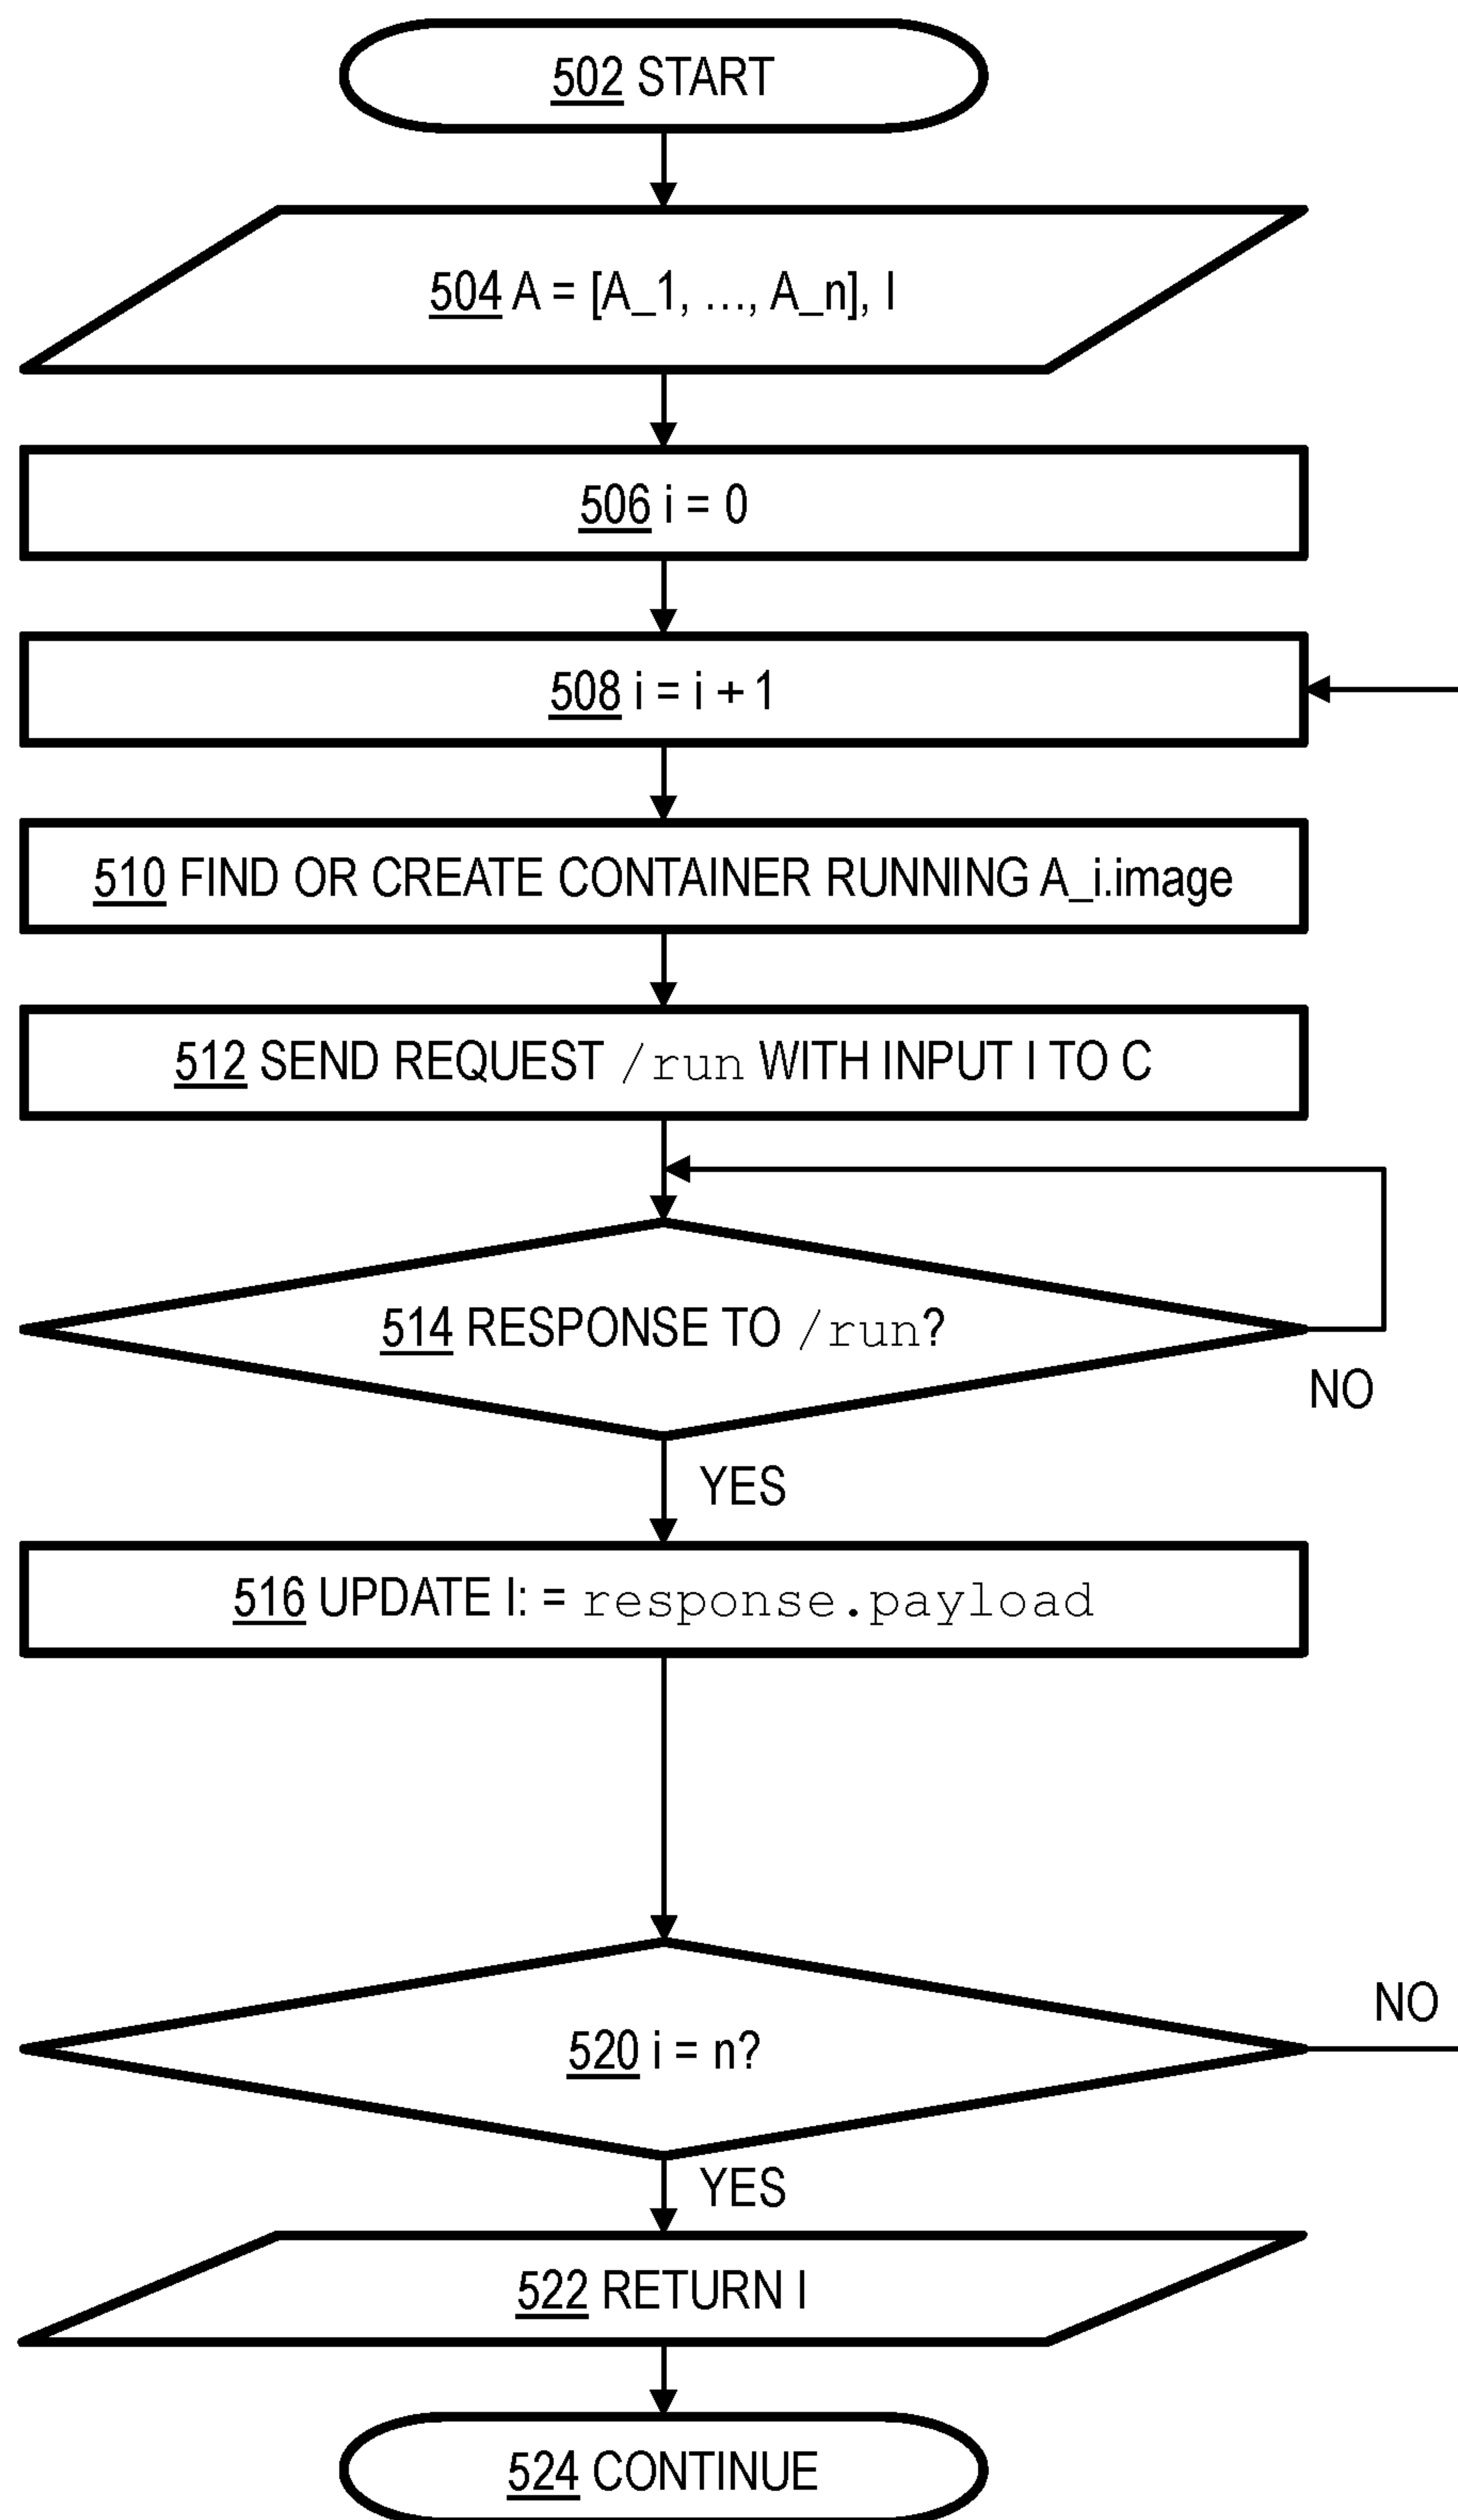 502 START
504 A = [A_1, ..., A_n], I
506 i = 0
508 i = i + 1
510 FIND OR CREATE CONTAINER RUNNING A_i.image
512 SEND REQUEST /run WITH INPUT I TO C
514 RESPONSE TO /run?
NO
YES
516 UPDATE I: = response.payload
NO
520 i = n?
YES
522 RETURN I
524 CONTINUE